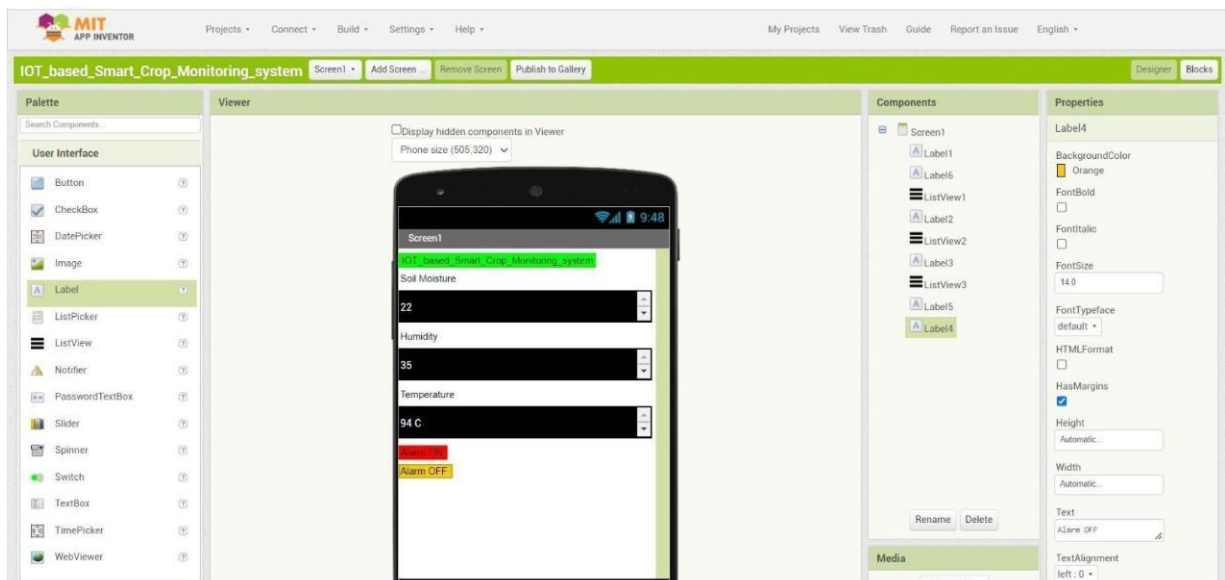 MIT
APP INVENTOR
Projects Connect Build Settings Help My Projects View Trash Guide Report an Issue English
IOT_based_Smart_Crop_Monitoring_system Screen1 Add Screen ... Remove Screen Publish to Gallery Designer Blocks
Palette
Search Components...
User Interface
Button
CheckBox
DatePicker
Image
Label
ListPicker
ListView
Notifier
PasswordTextBox
Slider
Spinner
Switch
TextBox
TimePicker
WebViewer
Viewer
Display hidden components in Viewer
Phone size (505,320)
9:48
Screen1
IOT_based_Smart_Crop_Monitoring_system
Soil Moisture
22
Humidity
35
Temperature
94 C
Alarm ON
Alarm OFF
Components
Screen1
Label1
Label6
ListView1
Label2
ListView2
Label3
ListView3
Label5
Label4
Rename Delete
Media
Properties
Label4
BackgroundColor
Orange
FontBold
FontItalic
FontSize
14.0
FontTypeface
default
HTMLFormat
HasMargins
Height
Automatic...
Width
Automatic...
Text
Alarm OFF
TextAlignment
left : 0